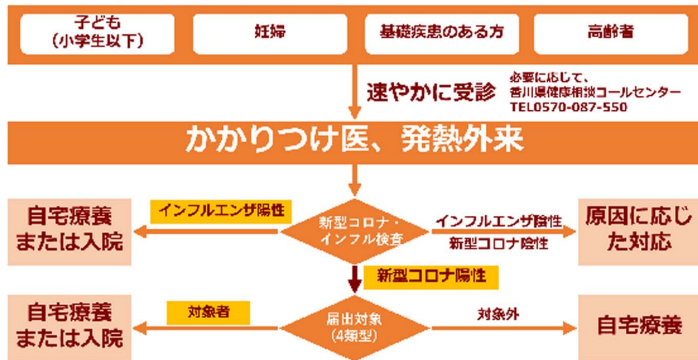 子ども
(小学生以下)
妊婦
基礎疾患のある方
高齢者
速やかに受診
必要に応じて、
香川県健康相談コールセンター
TEL0570-087-550
かかりつけ医、発熱外来
自宅療養
または入院
インフルエンザ陽性
新型コロナ・
インフル検査
インフルエンザ陰性
新型コロナ陰性
原因に応じ
た対応
新型コロナ陽性
自宅療養
または入院
対象者
届出対象
(4類型)
対象外
自宅療養